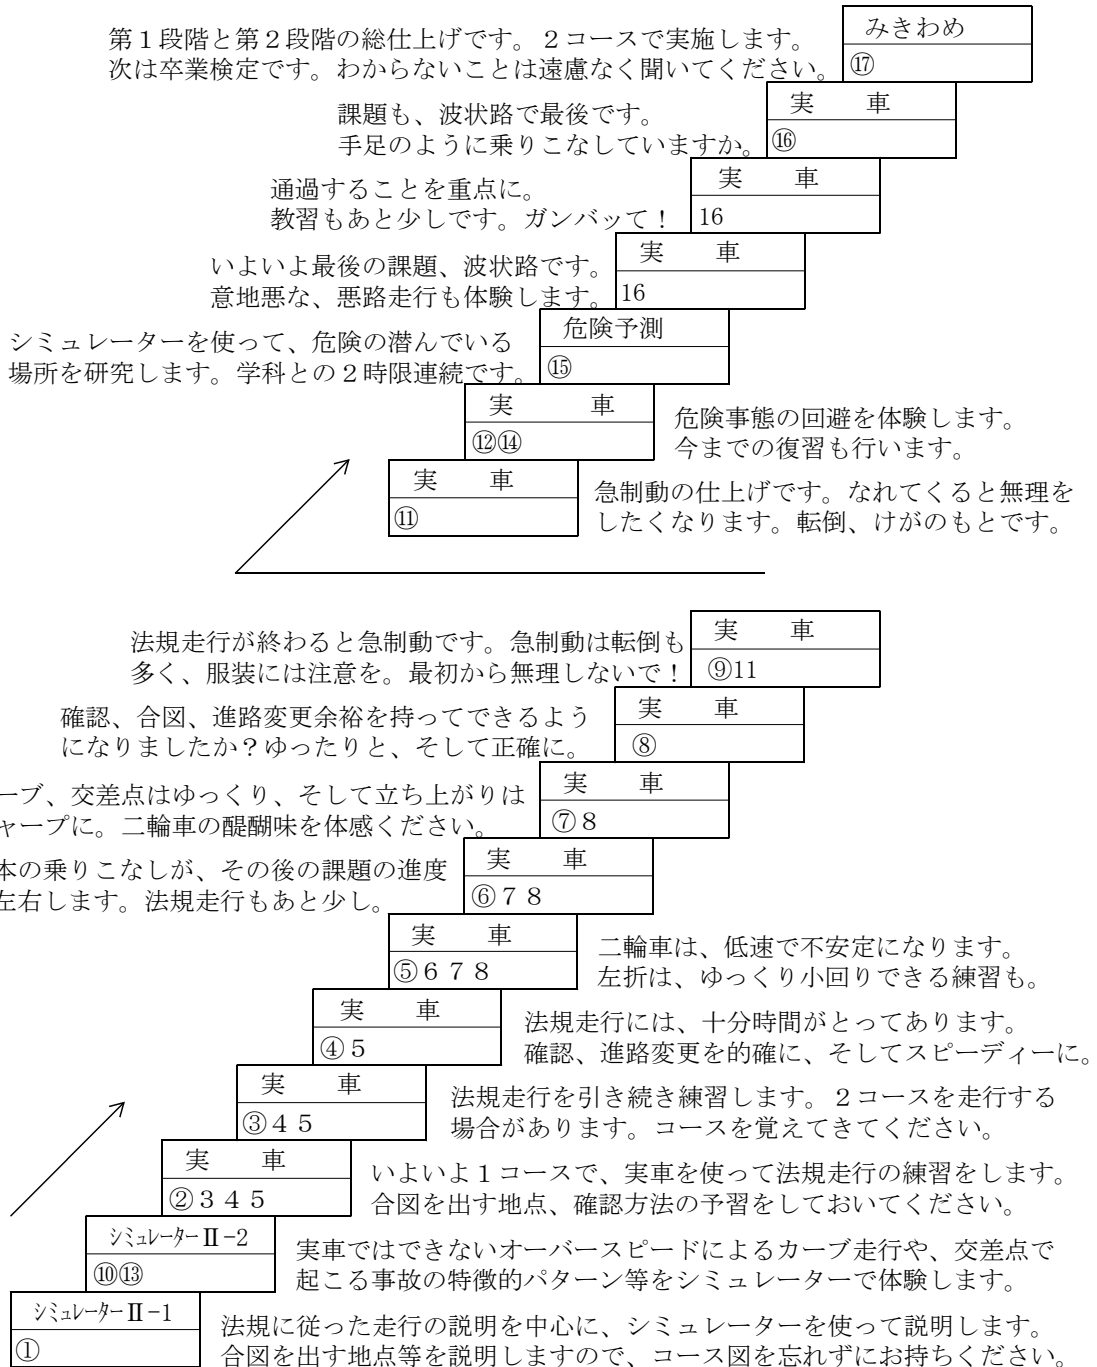 みきわめ
第１段階と第２段階の総仕上げです。２コースで実施します。
次は卒業検定です。わからないことは遠慮なく聞いてください。
⑰
実　車
課題も、波状路で最後です。
手足のように乗りこなしていますか。
⑯
実　車
通過することを重点に。
教習もあと少しです。ガンバッて！
16
実　車
いよいよ最後の課題、波状路です。
意地悪な、悪路走行も体験します。
16
危険予測
シミュレーターを使って、危険の潜んでいる
場所を研究します。学科との２時限連続です。
⑮
実　車
⑫⑭
危険事態の回避を体験します。
今までの復習も行います。
実　車
⑪
急制動の仕上げです。なれてくると無理を
したくなります。転倒、けがのもとです。
実　車
法規走行が終わると急制動です。急制動は転倒も
多く、服装には注意を。最初から無理しないで！
⑨11
実　車
確認、合図、進路変更余裕を持ってできるよう
になりましたか？ゆったりと、そして正確に。
⑧
実　車
ーブ、交差点はゆっくり、そして立ち上がりは
ャープに。二輪車の醍醐味を体感ください。
⑦８
実　車
本の乗りこなしが、その後の課題の進度
左右します。法規走行もあと少し。
⑥７８
実　車
⑤６７８
二輪車は、低速で不安定になります。
左折は、ゆっくり小回りできる練習も。
実　車
④５
法規走行には、十分時間がとってあります。
確認、進路変更を的確に、そしてスピーディーに。
実　車
③４５
法規走行を引き続き練習します。２コースを走行する
場合があります。コースを覚えてきてください。
実　車
②３４５
いよいよ１コースで、実車を使って法規走行の練習をします。
合図を出す地点、確認方法の予習をしておいてください。
ｼﾐｭﾚｰﾀｰⅡ−2
⑩⑬
実車ではできないオーバースピードによるカーブ走行や、交差点で
起こる事故の特徴的パターン等をシミュレーターで体験します。
ｼﾐｭﾚｰﾀｰⅡ−1
①
法規に従った走行の説明を中心に、シミュレーターを使って説明します。
合図を出す地点等を説明しますので、コース図を忘れずにお持ちください。